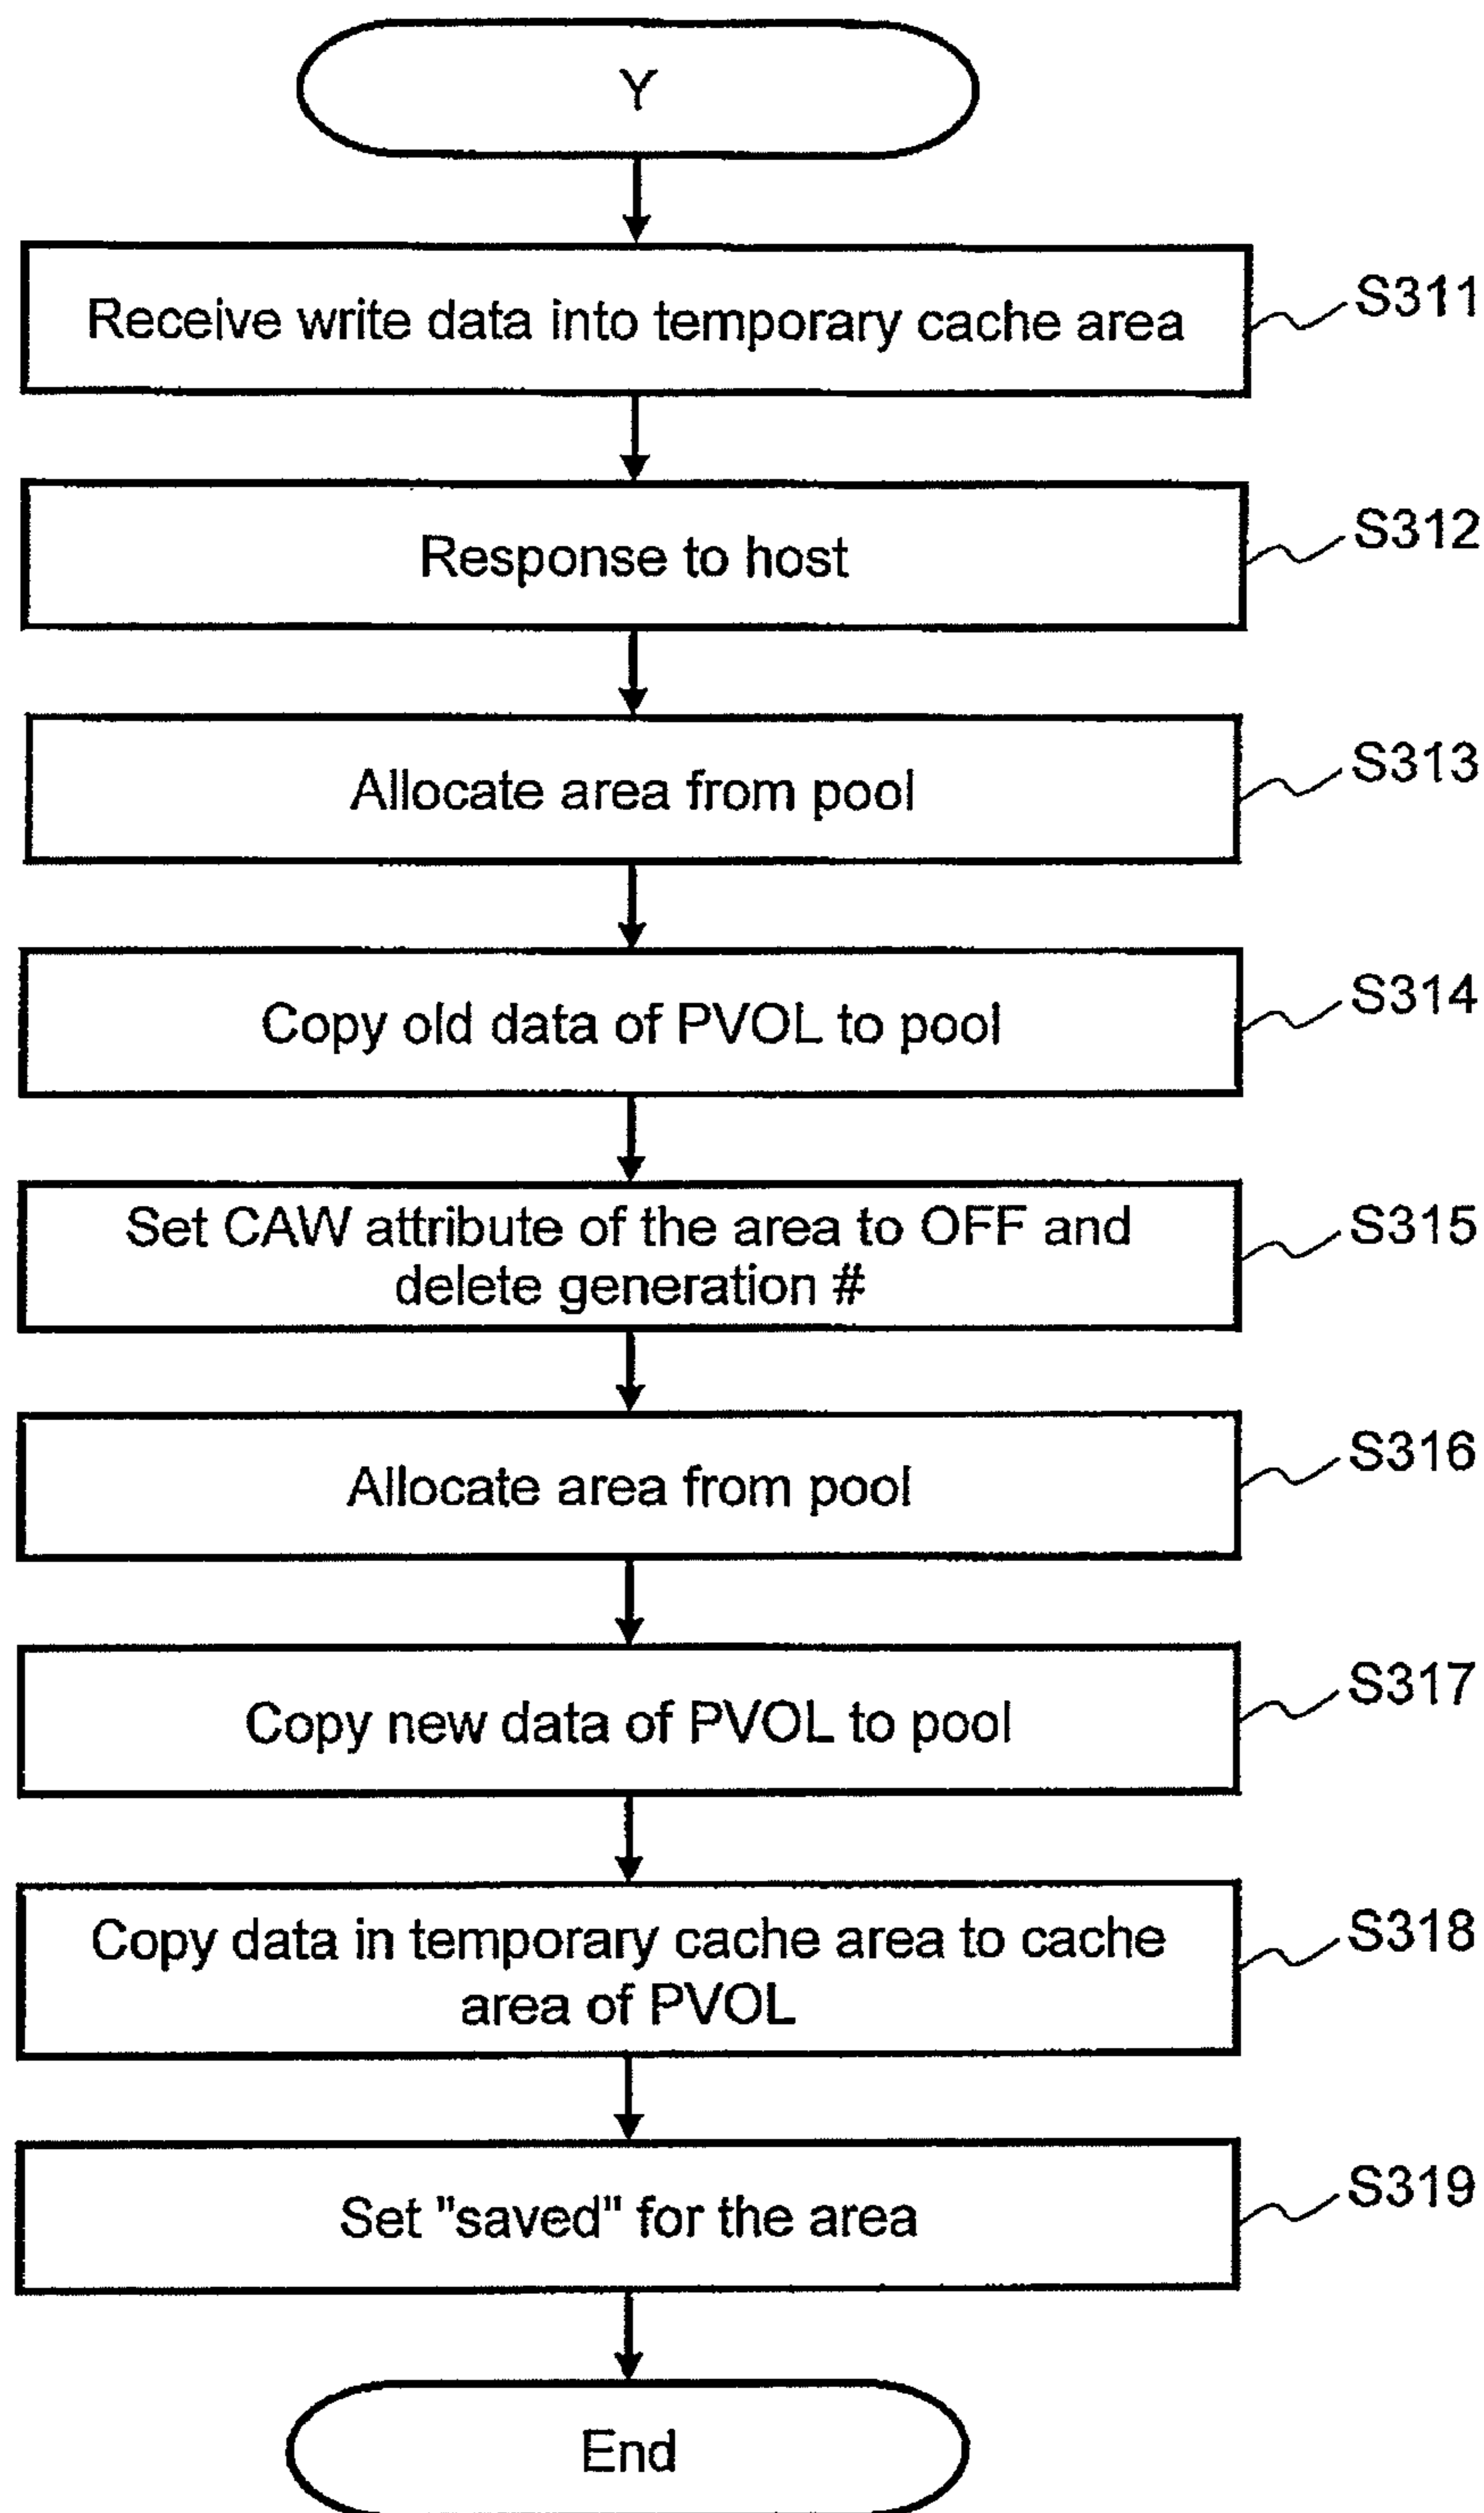 Y
Receive write data into temporary cache area
S311
Response to host
S312
Allocate area from pool
S313
Copy old data of PVOL to pool
S314
Set CAW attribute of the area to OFF and
delete generation #
S315
Allocate area from pool
S316
Copy new data of PVOL to pool
S317
Copy data in temporary cache area to cache
area of PVOL
S318
Set "saved" for the area
S319
End